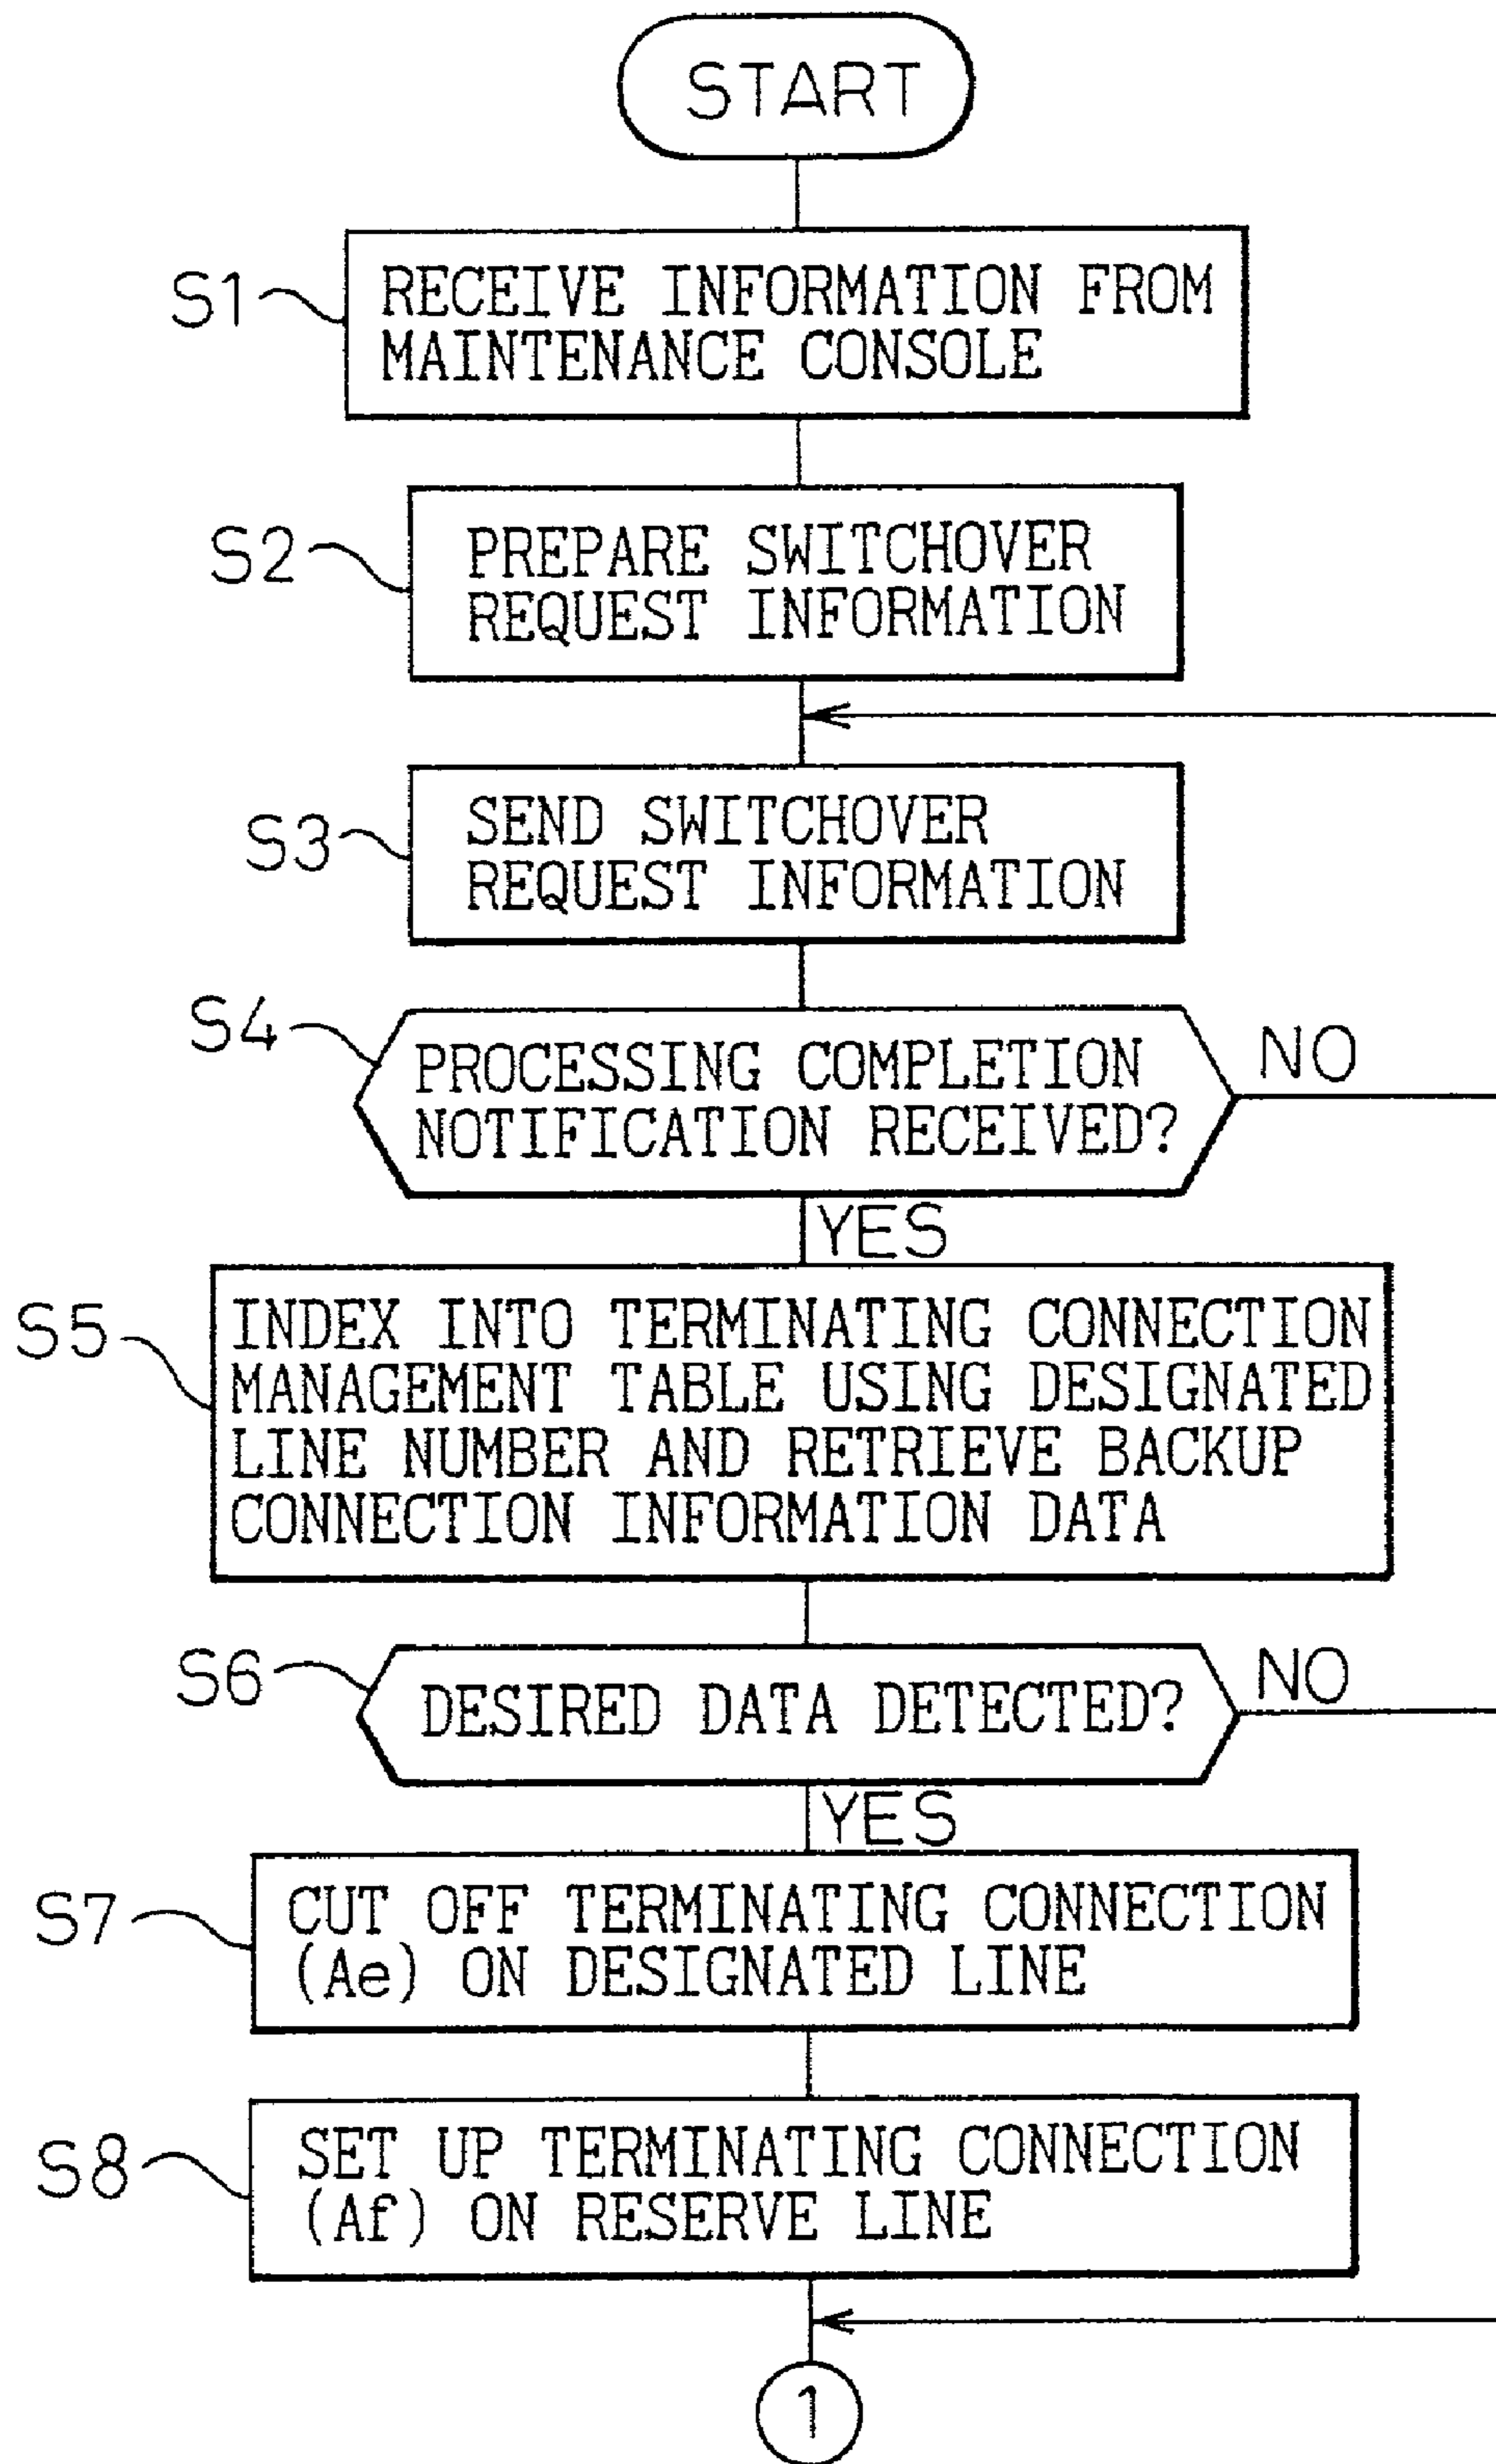 START
S1
RECEIVE INFORMATION FROM
MAINTENANCE CONSOLE
S2
PREPARE SWITCHOVER
REQUEST INFORMATION
S3
SEND SWITCHOVER
REQUEST INFORMATION
S4
PROCESSING COMPLETION
NOTIFICATION RECEIVED?
NO
YES
S5
INDEX INTO TERMINATING CONNECTION
MANAGEMENT TABLE USING DESIGNATED
LINE NUMBER AND RETRIEVE BACKUP
CONNECTION INFORMATION DATA
S6
DESIRED DATA DETECTED?
NO
YES
S7
CUT OFF TERMINATING CONNECTION
(Ae) ON DESIGNATED LINE
S8
SET UP TERMINATING CONNECTION
(Af) ON RESERVE LINE
1